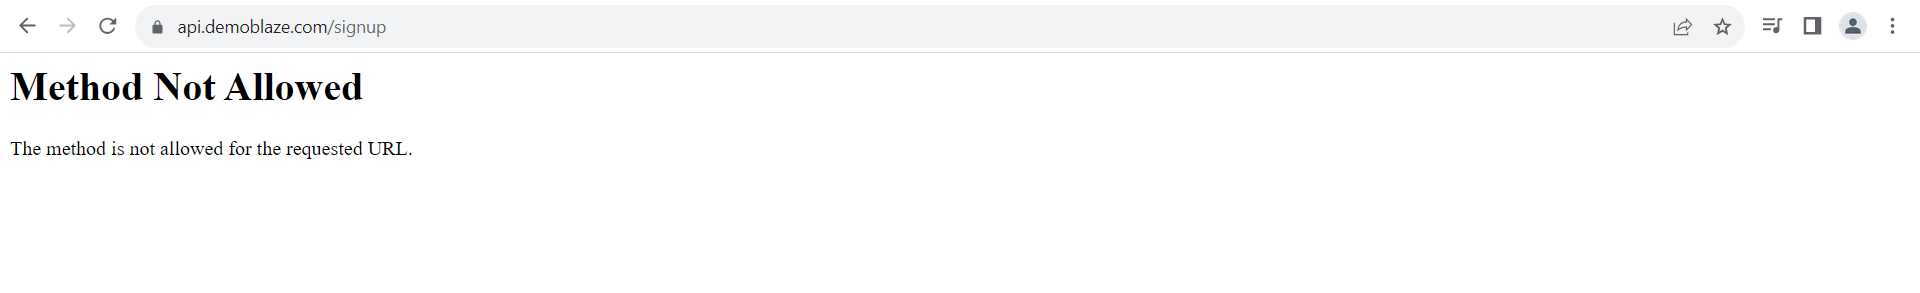 api.demoblaze.com/signup
Method Not Allowed
The method is not allowed for the requested URL.